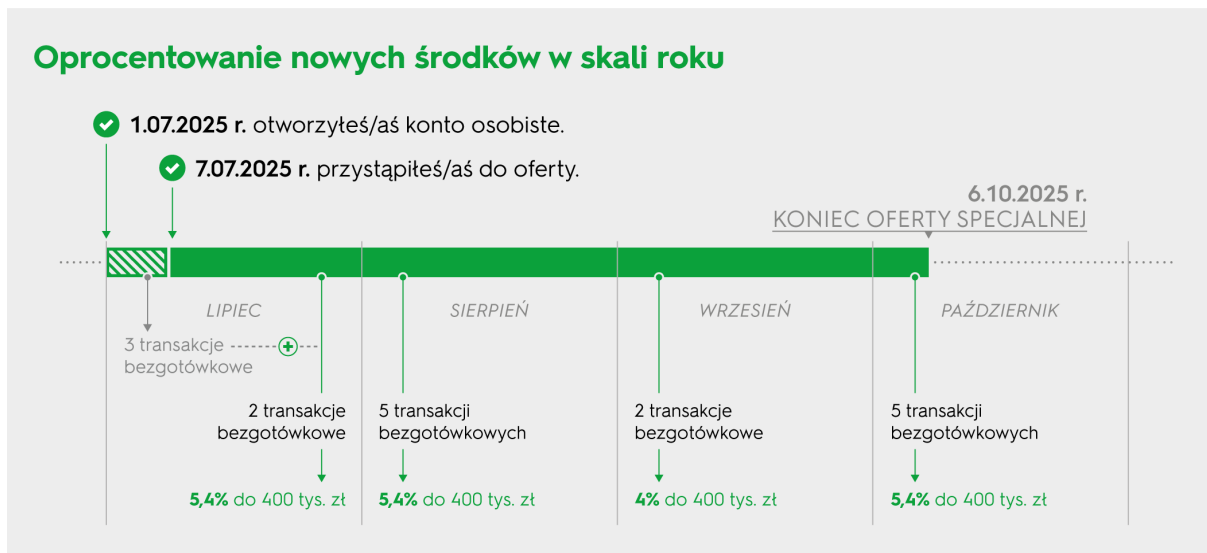 Oprocentowanie nowych środków w skali roku
1.07.2025 r. otworzyłeś/aś konto osobiste.
7.07.2025 r. przystąpiłeś/aś do oferty.
6.10.2025 r.
KONIEC OFERTY SPECJALNEJ
LIPIEC
SIERPIEŃ
WRZESIEŃ
PAŹDZIERNIK
3 transakcje
bezgotówkowe
2 transakcje
bezgotówkowe
5,4% do 400 tys. zł
5 transakcji
bezgotówkowych
5,4% do 400 tys. zł
2 transakcje
bezgotówkowe
4% do 400 tys. zł
5 transakcji
bezgotówkowych
5,4% do 400 tys. zł